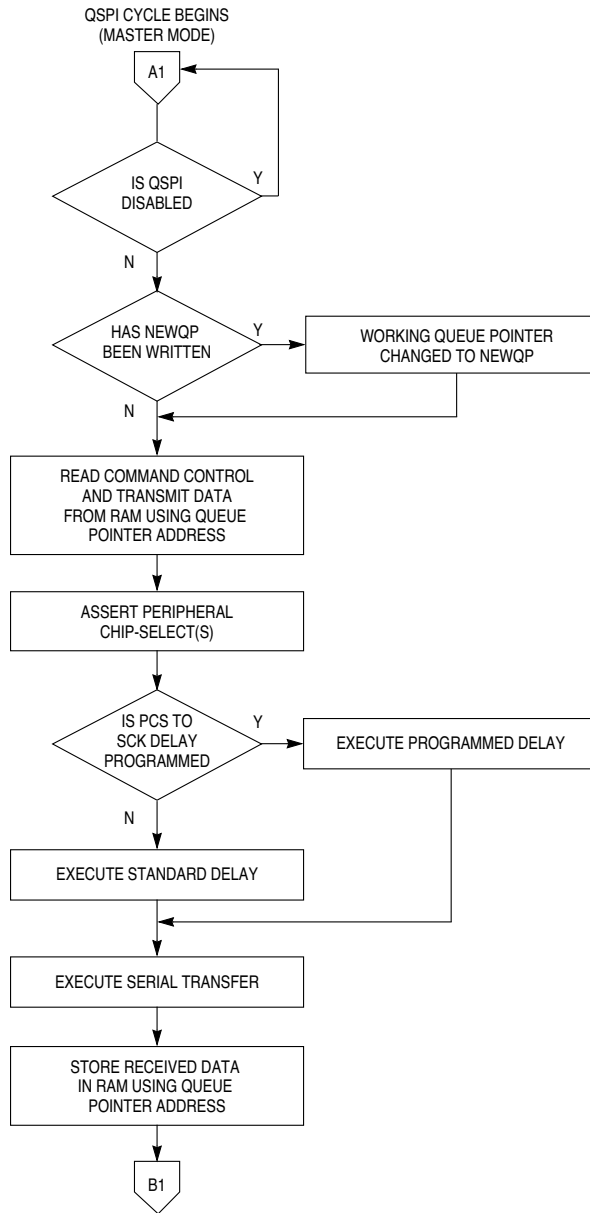 QSPI CYCLE BEGINS
(MASTER MODE)
A1
IS QSPI
DISABLED
Y
N
HAS NEWQP
BEEN WRITTEN
Y
WORKING QUEUE POINTER
CHANGED TO NEWQP
N
READ COMMAND CONTROL
AND TRANSMIT DATA
FROM RAM USING QUEUE
POINTER ADDRESS
ASSERT PERIPHERAL
CHIP-SELECT(S)
IS PCS TO
SCK DELAY
PROGRAMMED
Y
EXECUTE PROGRAMMED DELAY
N
EXECUTE STANDARD DELAY
EXECUTE SERIAL TRANSFER
STORE RECEIVED DATA
IN RAM USING QUEUE
POINTER ADDRESS
B1